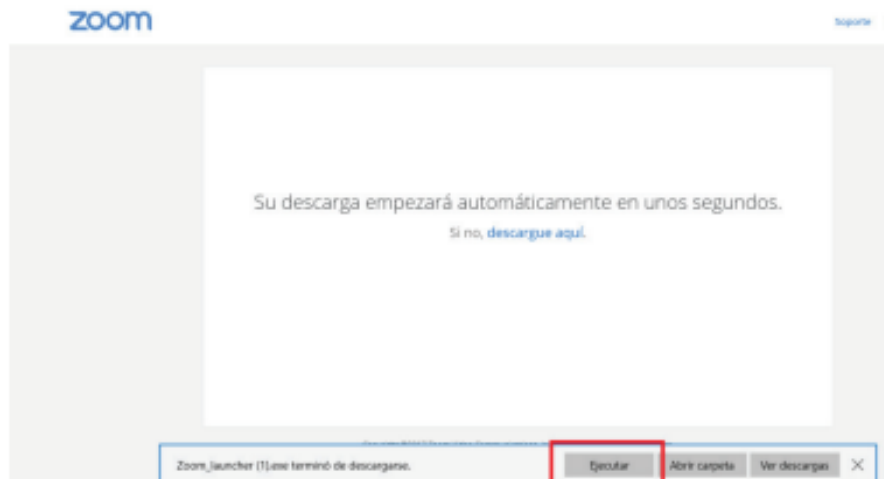 zoom
Soporte
Su descarga empezará automáticamente en unos segundos.
Si no, descargue aquí.
Zoom_launcher (1).exe terminó de descargarse.
Ejecutar
Abrir carpeta
Ver descargas